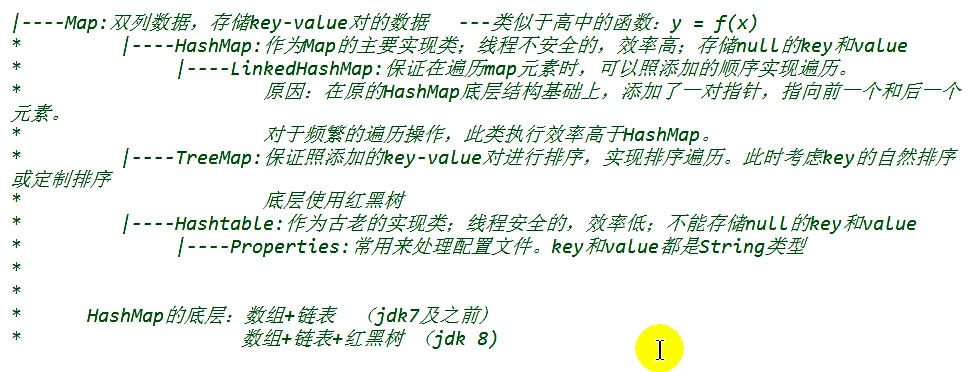 |----Map:双列数据，存储key-value对的数据   ---类似于高中的函数：y = f(x)
*         |----HashMap:作为Map的主要实现类；线程不安全的，效率高；存储null的key和value
*              |----LinkedHashMap:保证在遍历map元素时，可以照添加的顺序实现遍历。
*                      原因：在原的HashMap底层结构基础上，添加了一对指针，指向前一个和后一个
元素。
*                      对于频繁的遍历操作，此类执行效率高于HashMap。
*         |----TreeMap:保证照添加的key-value对进行排序，实现排序遍历。此时考虑key的自然排序
或定制排序
*                      底层使用红黑树
*         |----Hashtable:作为古老的实现类；线程安全的，效率低；不能存储null的key和value
*              |----Properties:常用来处理配置文件。key和value都是String类型
*
*
*      HashMap的底层：数组+链表  （jdk7及之前）
*                    数组+链表+红黑树 （jdk 8)